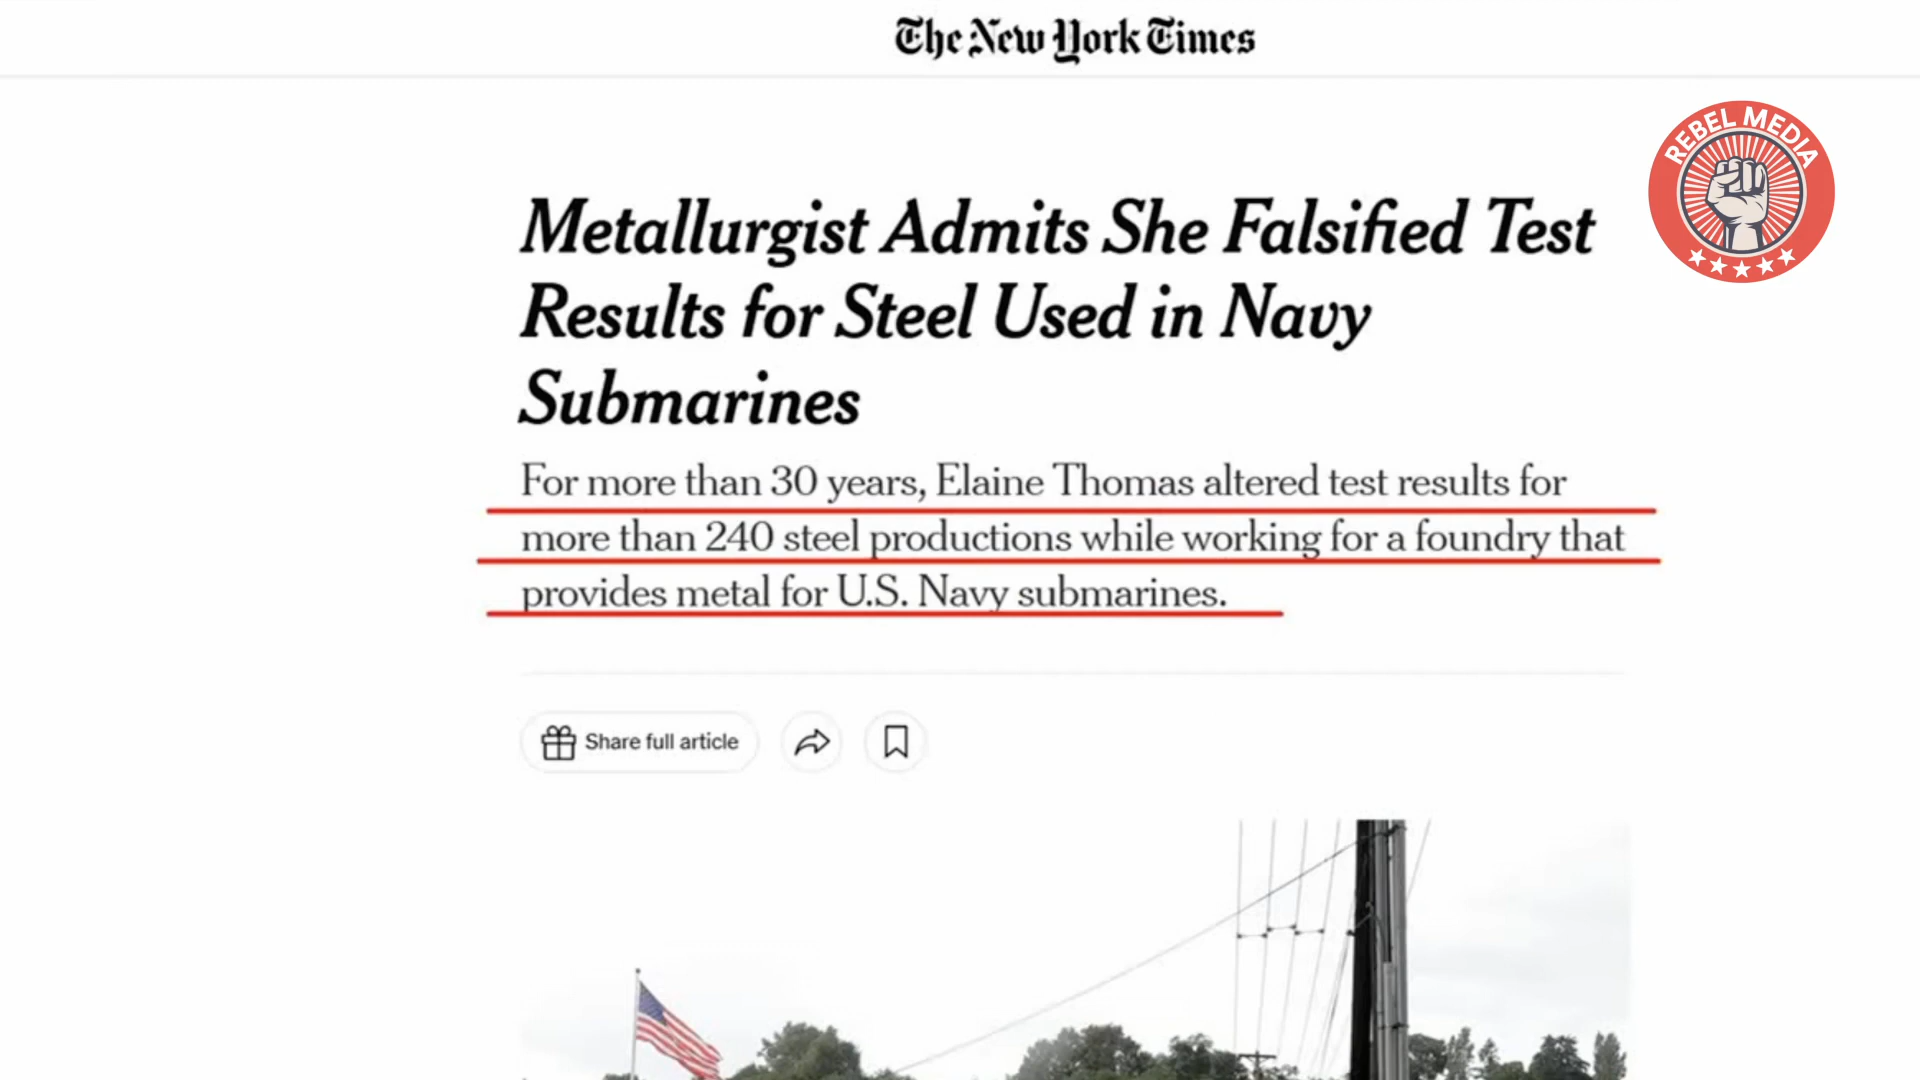 The New York Times
REBEL MEDIA
Metallurgist Admits She Falsified Test
Results for Steel Used in Navy
Submarines
For more than 30 years, Elaine Thomas altered test results for
more than 240 steel productions while working for a foundry that
provides metal for U.S. Navy submarines.
Share full article